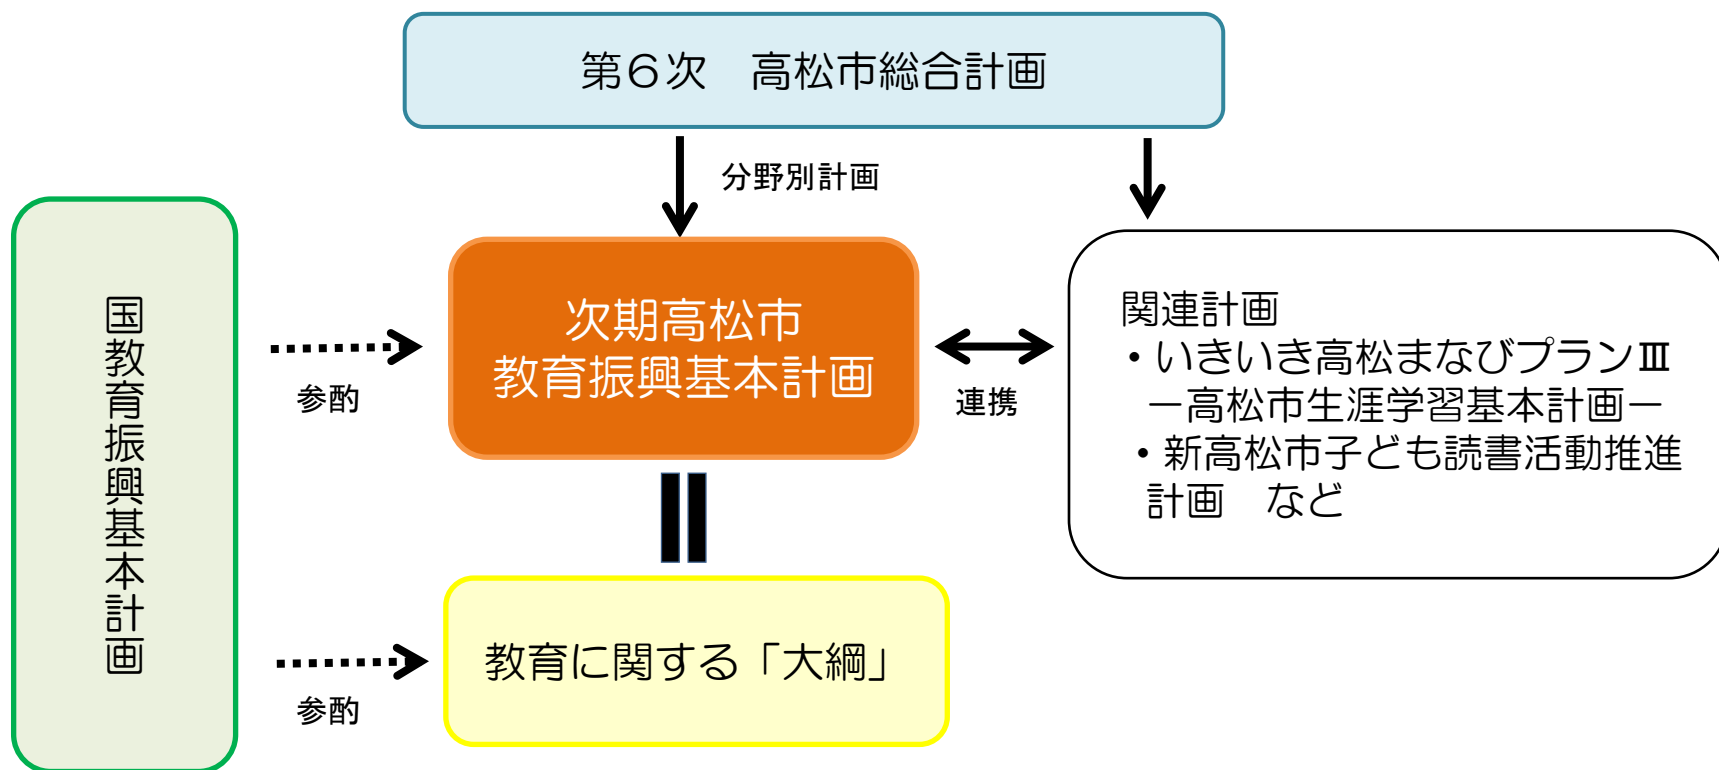 第６次　高松市総合計画
分野別計画
国教育振興基本計画
参酌
次期高松市
教育振興基本計画
連携
関連計画
・いきいき高松まなびプランⅢ
－高松市生涯学習基本計画－
・新高松市子ども読書活動推進
計画　など
参酌
教育に関する「大綱」